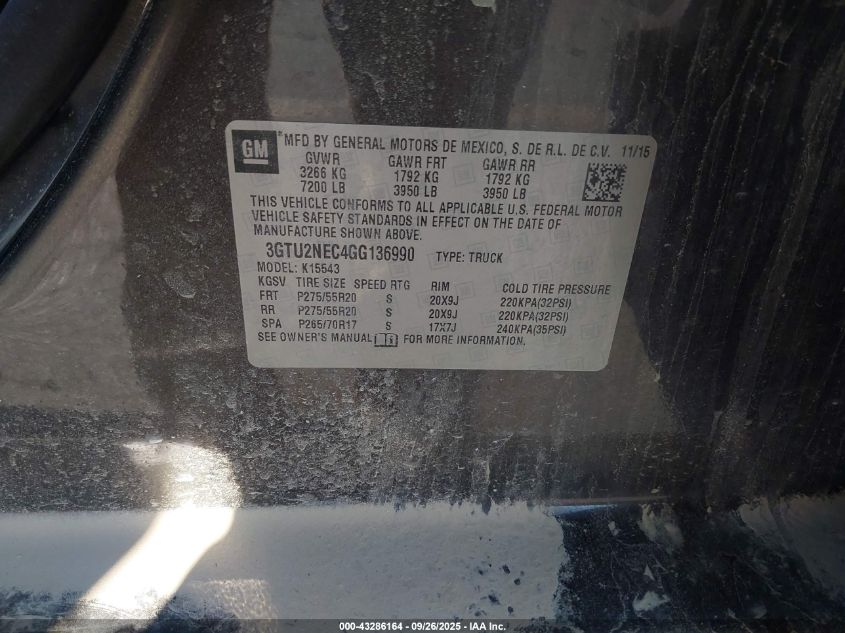 GM ®MFD BY GENERAL MOTORS DE MEXICO, S. DE R.L. DE C.V. 11/15
GVWR GAWR FRT GAWR RR
3266 KG 1792 KG 1792 KG
7200 LB 3950 LB 3950 LB
THIS VEHICLE CONFORMS TO ALL APPLICABLE U.S. FEDERAL MOTOR
VEHICLE SAFETY STANDARDS IN EFFECT ON THE DATE OF
MANUFACTURE SHOWN ABOVE.
3GTU2NEC4GG136990 TYPE: TRUCK
MODEL: K15543
KGSV TIRE SIZE SPEED RTG RIM COLD TIRE PRESSURE
FRT P275/55R20 S 20X9J 220KPA(32PSI)
RR P275/55R20 S 20X9J 220KPA(32PSI)
SPA P265/70R17 S 17X7J 240KPA(35PSI)
SEE OWNER'S MANUAL FOR MORE INFORMATION.
000-43286164 - 09/26/2025 - IAA Inc.